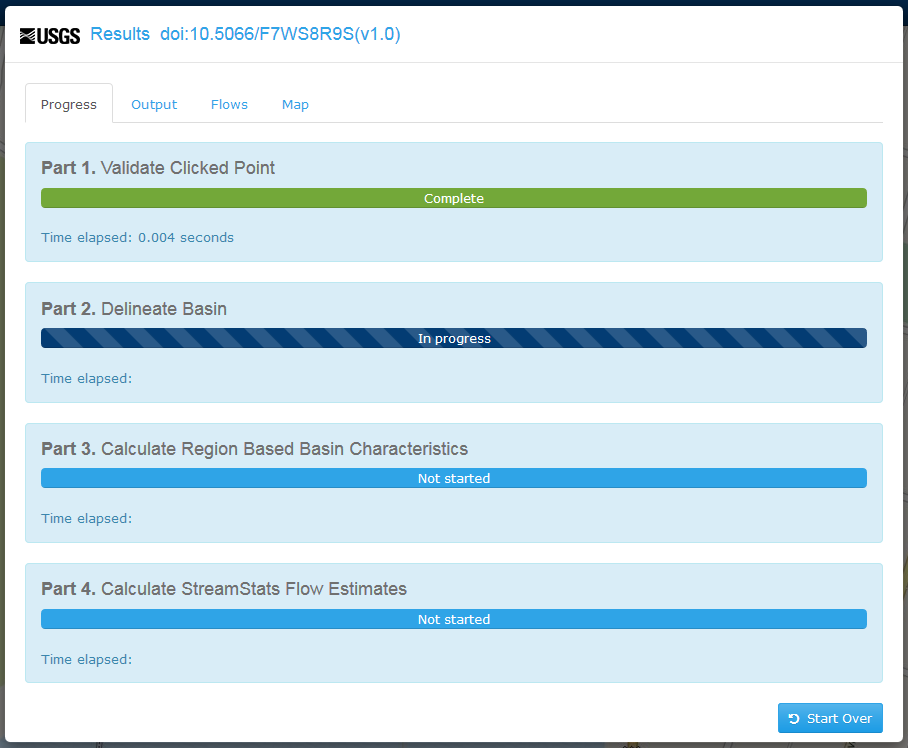 USGS Results doi:10.5066/F7WS8R9S(v1.0)
Progress Output Flows Map
Part 1. Validate Clicked Point
Complete
Time elapsed: 0.004 seconds
Part 2. Delineate Basin
In progress
Time elapsed:
Part 3. Calculate Region Based Basin Characteristics
Not started
Time elapsed:
Part 4. Calculate StreamStats Flow Estimates
Not started
Time elapsed:
Start Over